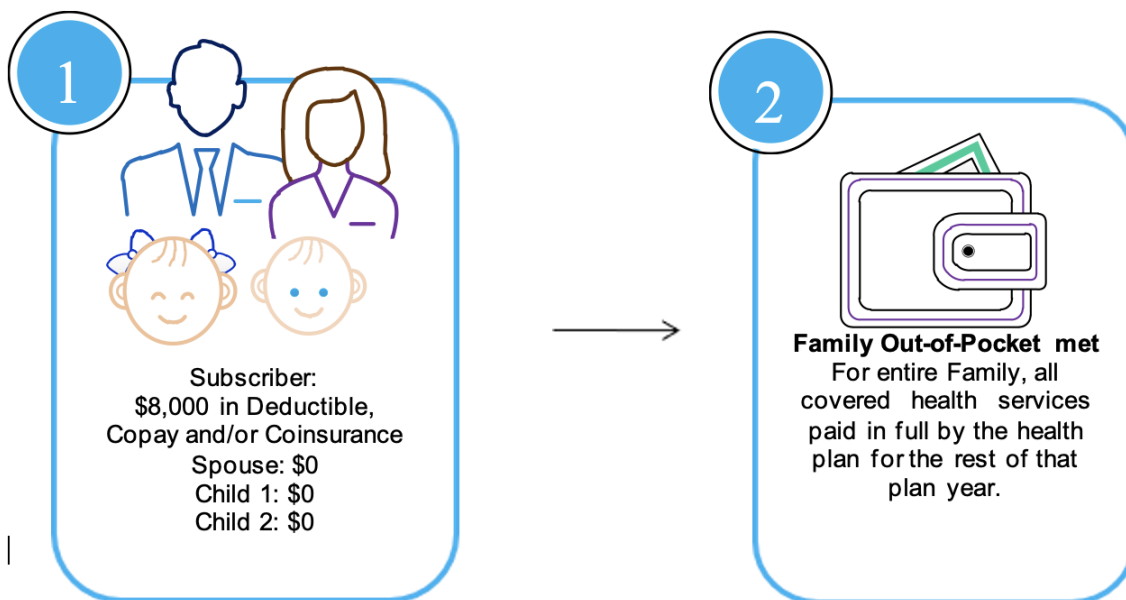 1
Subscriber:
$8,000 in Deductible,
Copay and/or Coinsurance
Spouse: $0
Child 1: $0
Child 2: $0
2
Family Out-of-Pocket met
For entire Family, all
covered health services
paid in full by the health
plan for the rest of that
plan year.